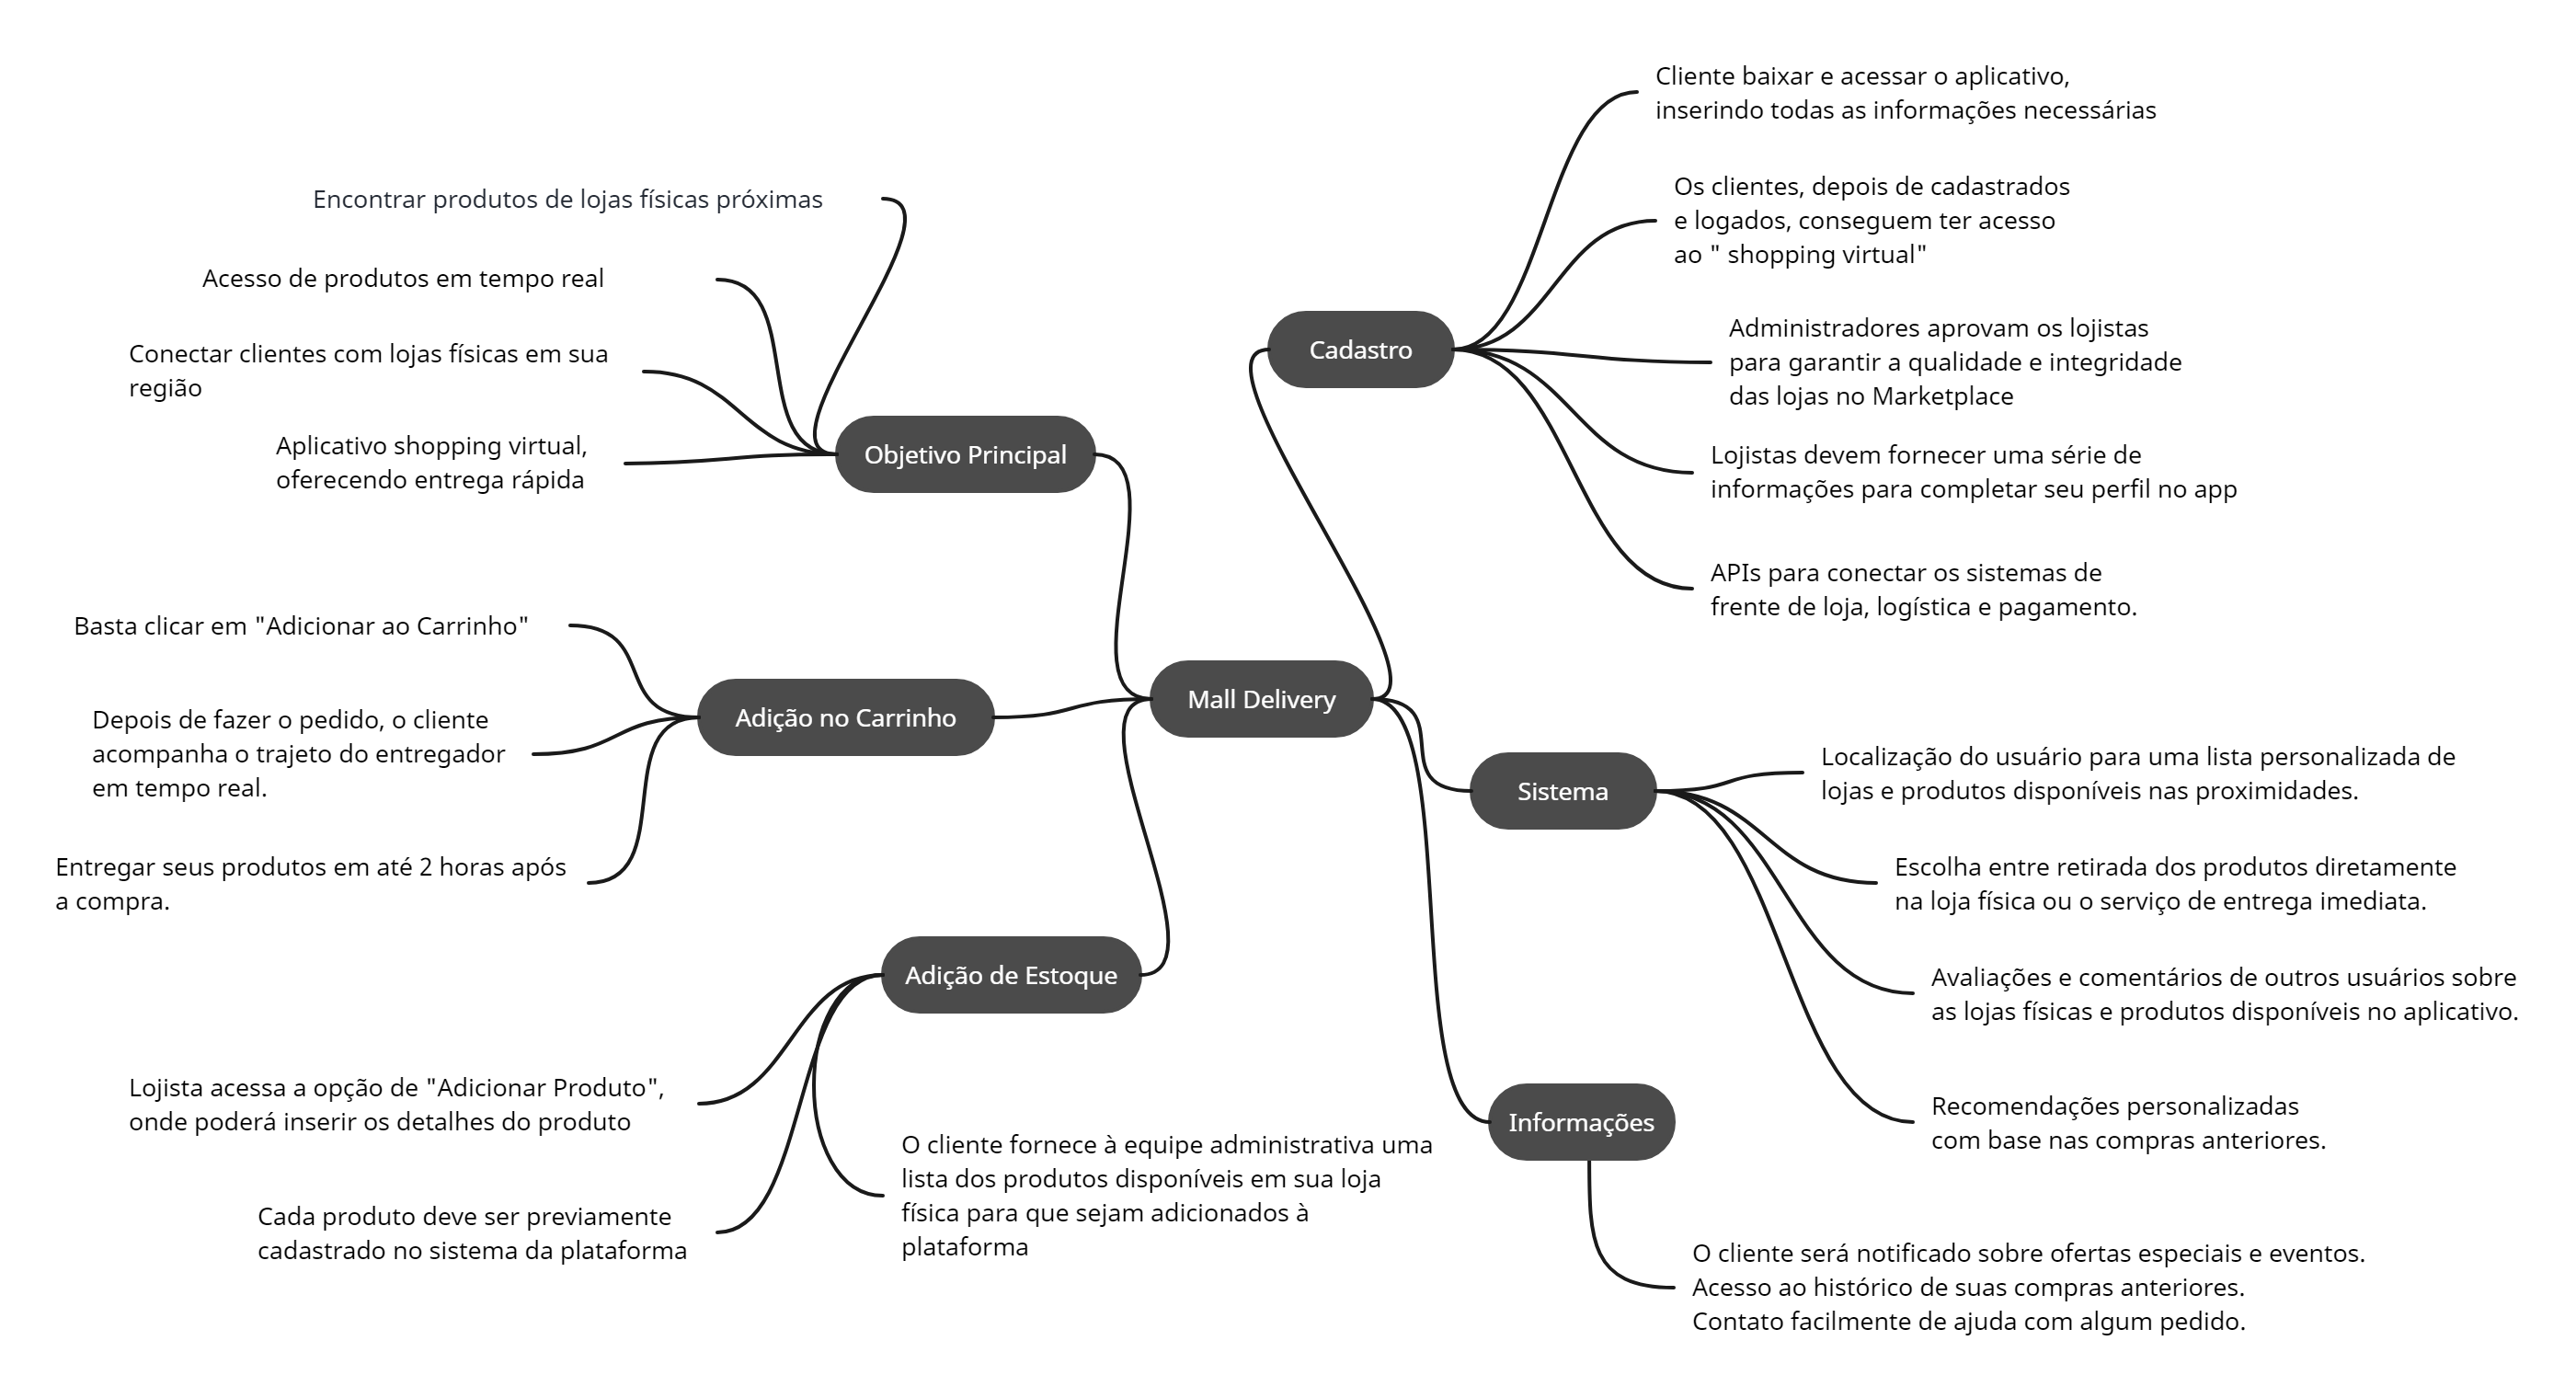 Cliente baixar e acessar o aplicativo,
inserindo todas as informações necessárias
Os clientes, depois de cadastrados
e logados, conseguem ter acesso
ao " shopping virtual"
Administradores aprovam os lojistas
para garantir a qualidade e integridade
das lojas no Marketplace
Lojistas devem fornecer uma série de
informações para completar seu perfil no app
APIs para conectar os sistemas de
frente de loja, logística e pagamento.
Cadastro
Encontrar produtos de lojas físicas próximas
Acesso de produtos em tempo real
Conectar clientes com lojas físicas em sua
região
Aplicativo shopping virtual,
oferecendo entrega rápida
Objetivo Principal
Basta clicar em "Adicionar ao Carrinho"
Depois de fazer o pedido, o cliente
acompanha o trajeto do entregador
em tempo real.
Entregar seus produtos em até 2 horas após
a compra.
Adição no Carrinho
Mall Delivery
Sistema
Localização do usuário para uma lista personalizada de
lojas e produtos disponíveis nas proximidades.
Escolha entre retirada dos produtos diretamente
na loja física ou o serviço de entrega imediata.
Avaliações e comentários de outros usuários sobre
as lojas físicas e produtos disponíveis no aplicativo.
Recomendações personalizadas
com base nas compras anteriores.
Adição de Estoque
Lojista acessa a opção de "Adicionar Produto",
onde poderá inserir os detalhes do produto
Cada produto deve ser previamente
cadastrado no sistema da plataforma
O cliente fornece à equipe administrativa uma
lista dos produtos disponíveis em sua loja
física para que sejam adicionados à
plataforma
Informações
O cliente será notificado sobre ofertas especiais e eventos.
Acesso ao histórico de suas compras anteriores.
Contato facilmente de ajuda com algum pedido.